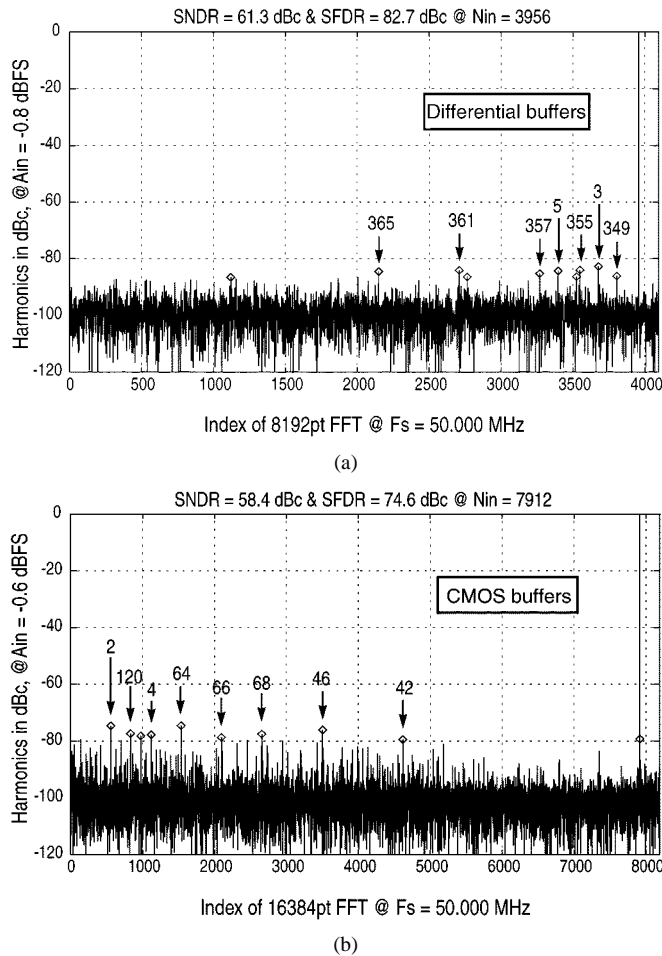 SNDR = 61.3 dBc & SFDR = 82.7 dBc @ Nin = 3956
0
-20
-40
-60
-80
-100
-120
Harmonics in dBc, @Ain = -0.8 dBFS
Differential buffers
365
361
357
5
355
3
349
0 500 1000 1500 2000 2500 3000 3500 4000
Index of 8192pt FFT @ Fs = 50.000 MHz
(a)
SNDR = 58.4 dBc & SFDR = 74.6 dBc @ Nin = 7912
0
-20
-40
-60
-80
-100
-120
Harmonics in dBc, @Ain = -0.6 dBFS
CMOS buffers
2
120
4
64
66
68
46
42
0 1000 2000 3000 4000 5000 6000 7000 8000
Index of 16384pt FFT @ Fs = 50.000 MHz
(b)